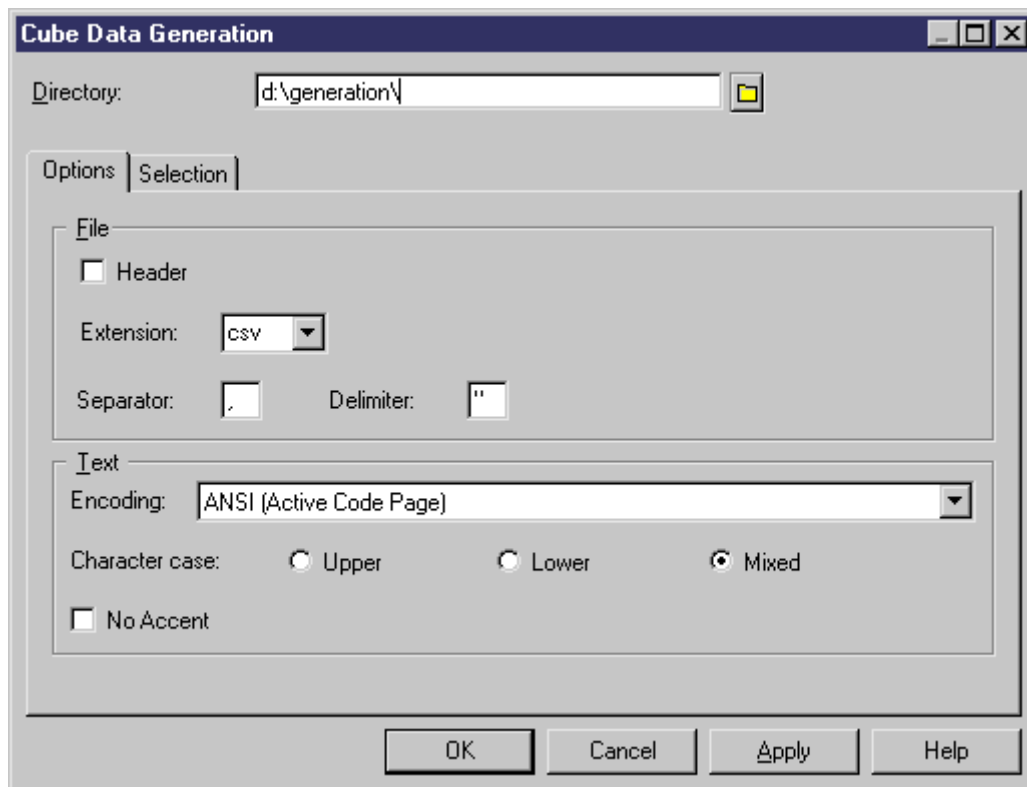 Cube Data Generation
Directory: d:\generation\
Options Selection
File
Header
Extension: csv
Separator: , Delimiter: "
Text
Encoding: ANSI (Active Code Page)
Character case: Upper Lower Mixed
No Accent
OK Cancel Apply Help